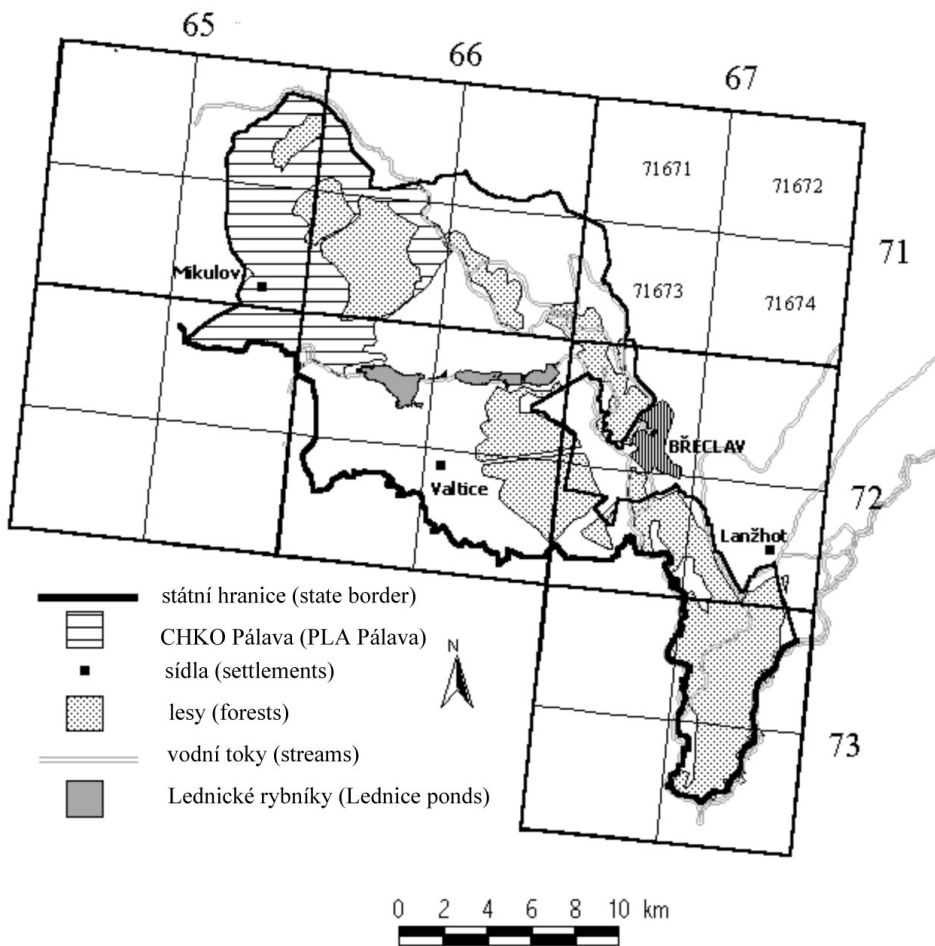 65
66
67
71671
71672
71
Mikulov
71673
71674
BŘECLAV
Valtice
72
Lanžhot
státní hranice (state border)
CHKO Pálava (PLA Pálava)
N
sídla (settlements)
lesy (forests)
73
vodní toky (streams)
Lednické rybníky (Lednice ponds)
0 2 4 6 8 10 km